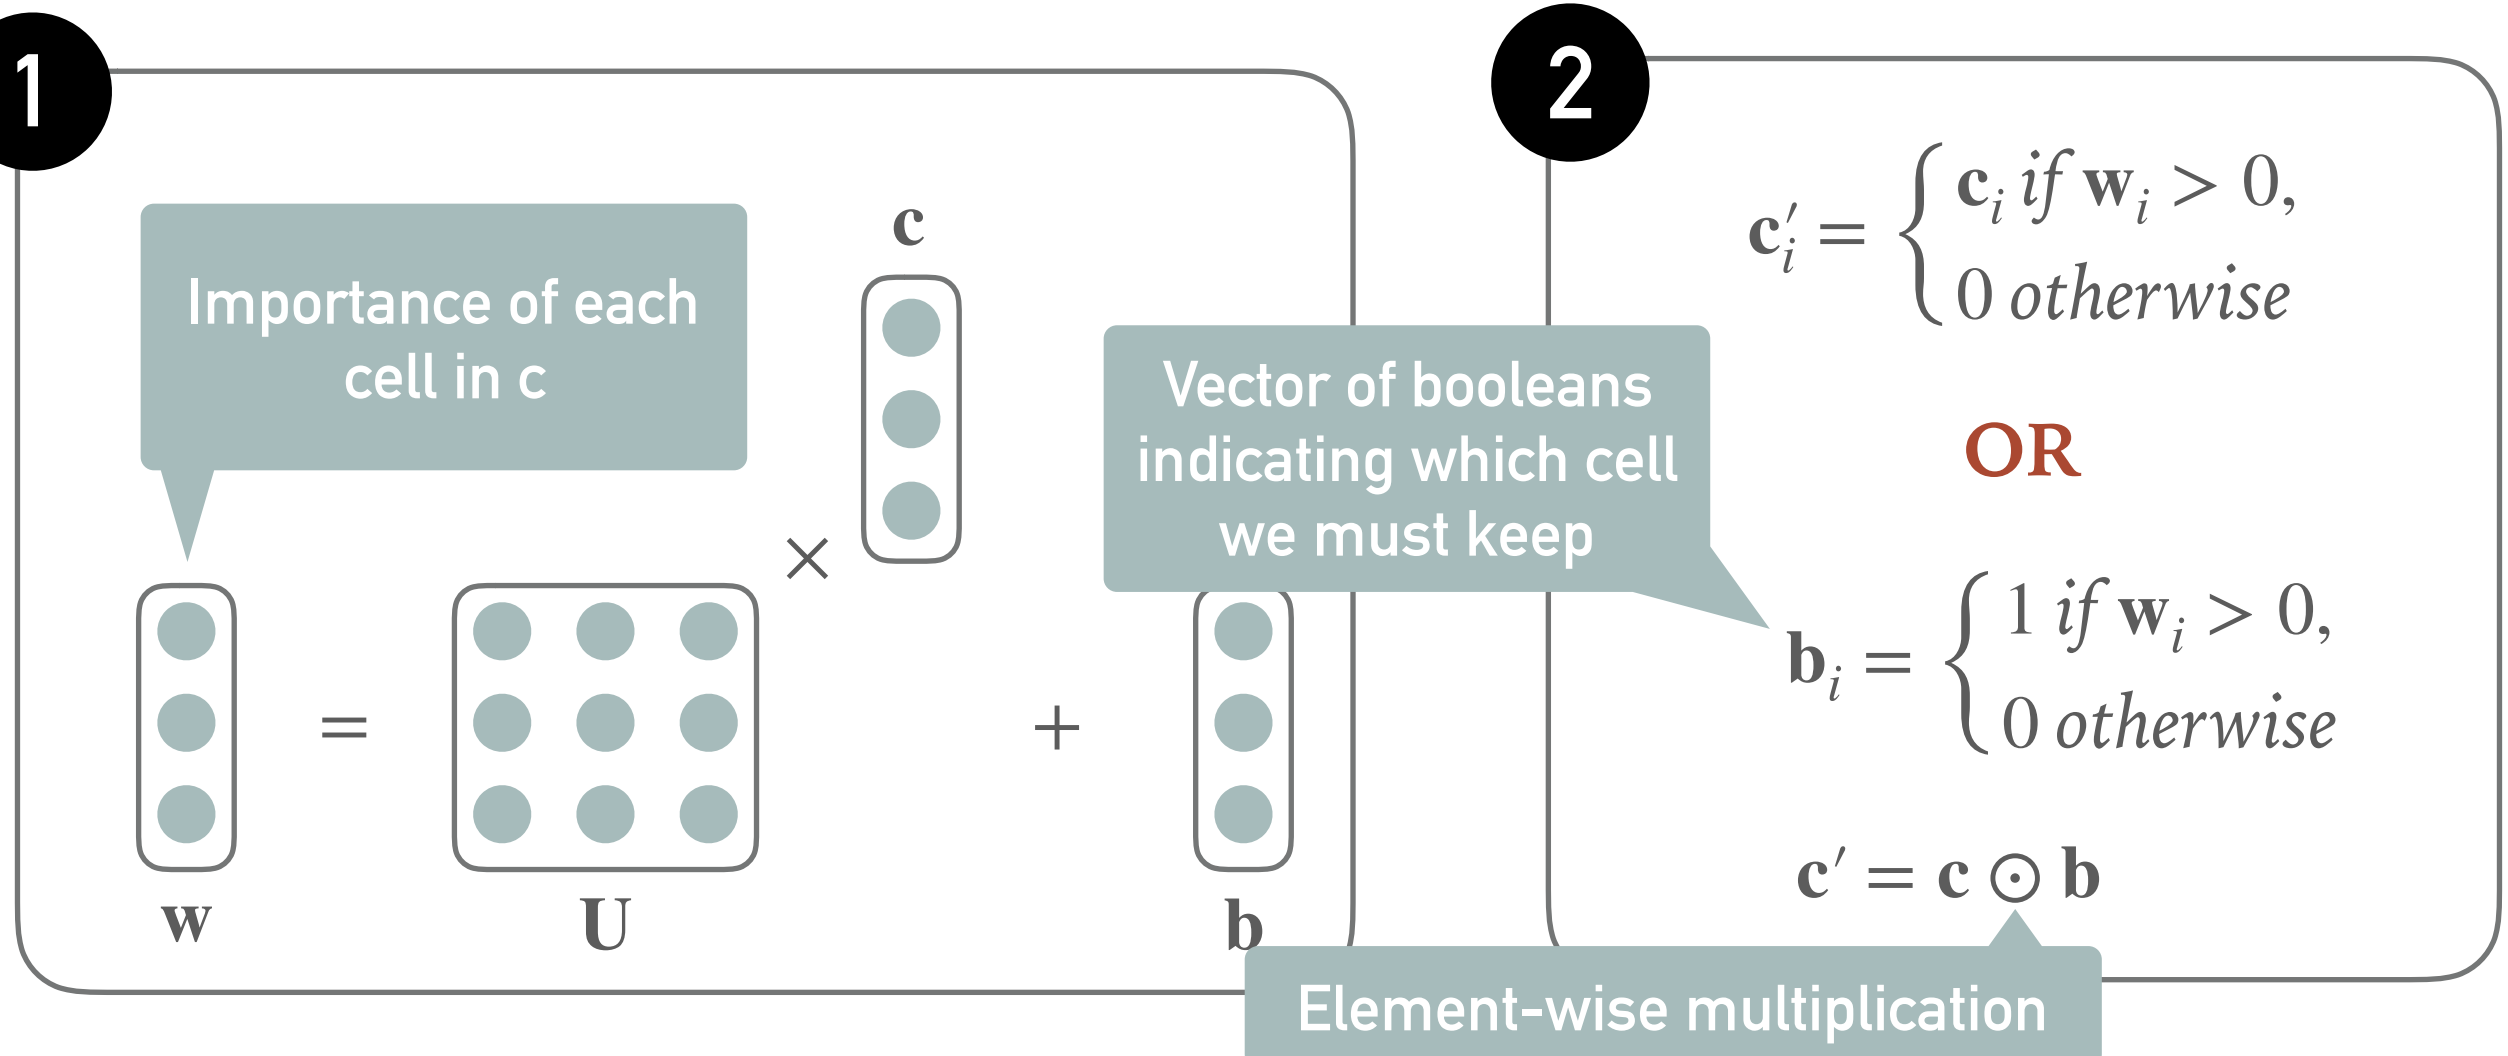 1
Importance of each
cell in c
c
×
w
=
U
+
b
2
c′ᵢ = { cᵢ if wᵢ > 0,
0 otherwise
Vector of booleans
indicating which cell
we must keep
OR
bᵢ = { 1 if wᵢ > 0,
0 otherwise
c′ = c ⊙ b
Element-wise multiplication